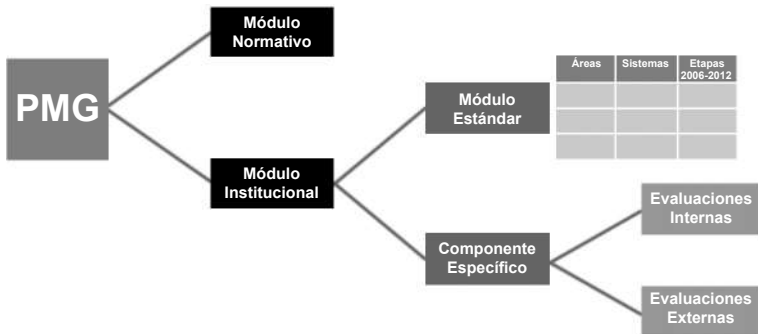 PMG
Módulo
Normativo
Módulo
Institucional
Módulo
Estándar
Áreas Sistemas Etapas
2006-2012
Componente
Específico
Evaluaciones
Internas
Evaluaciones
Externas